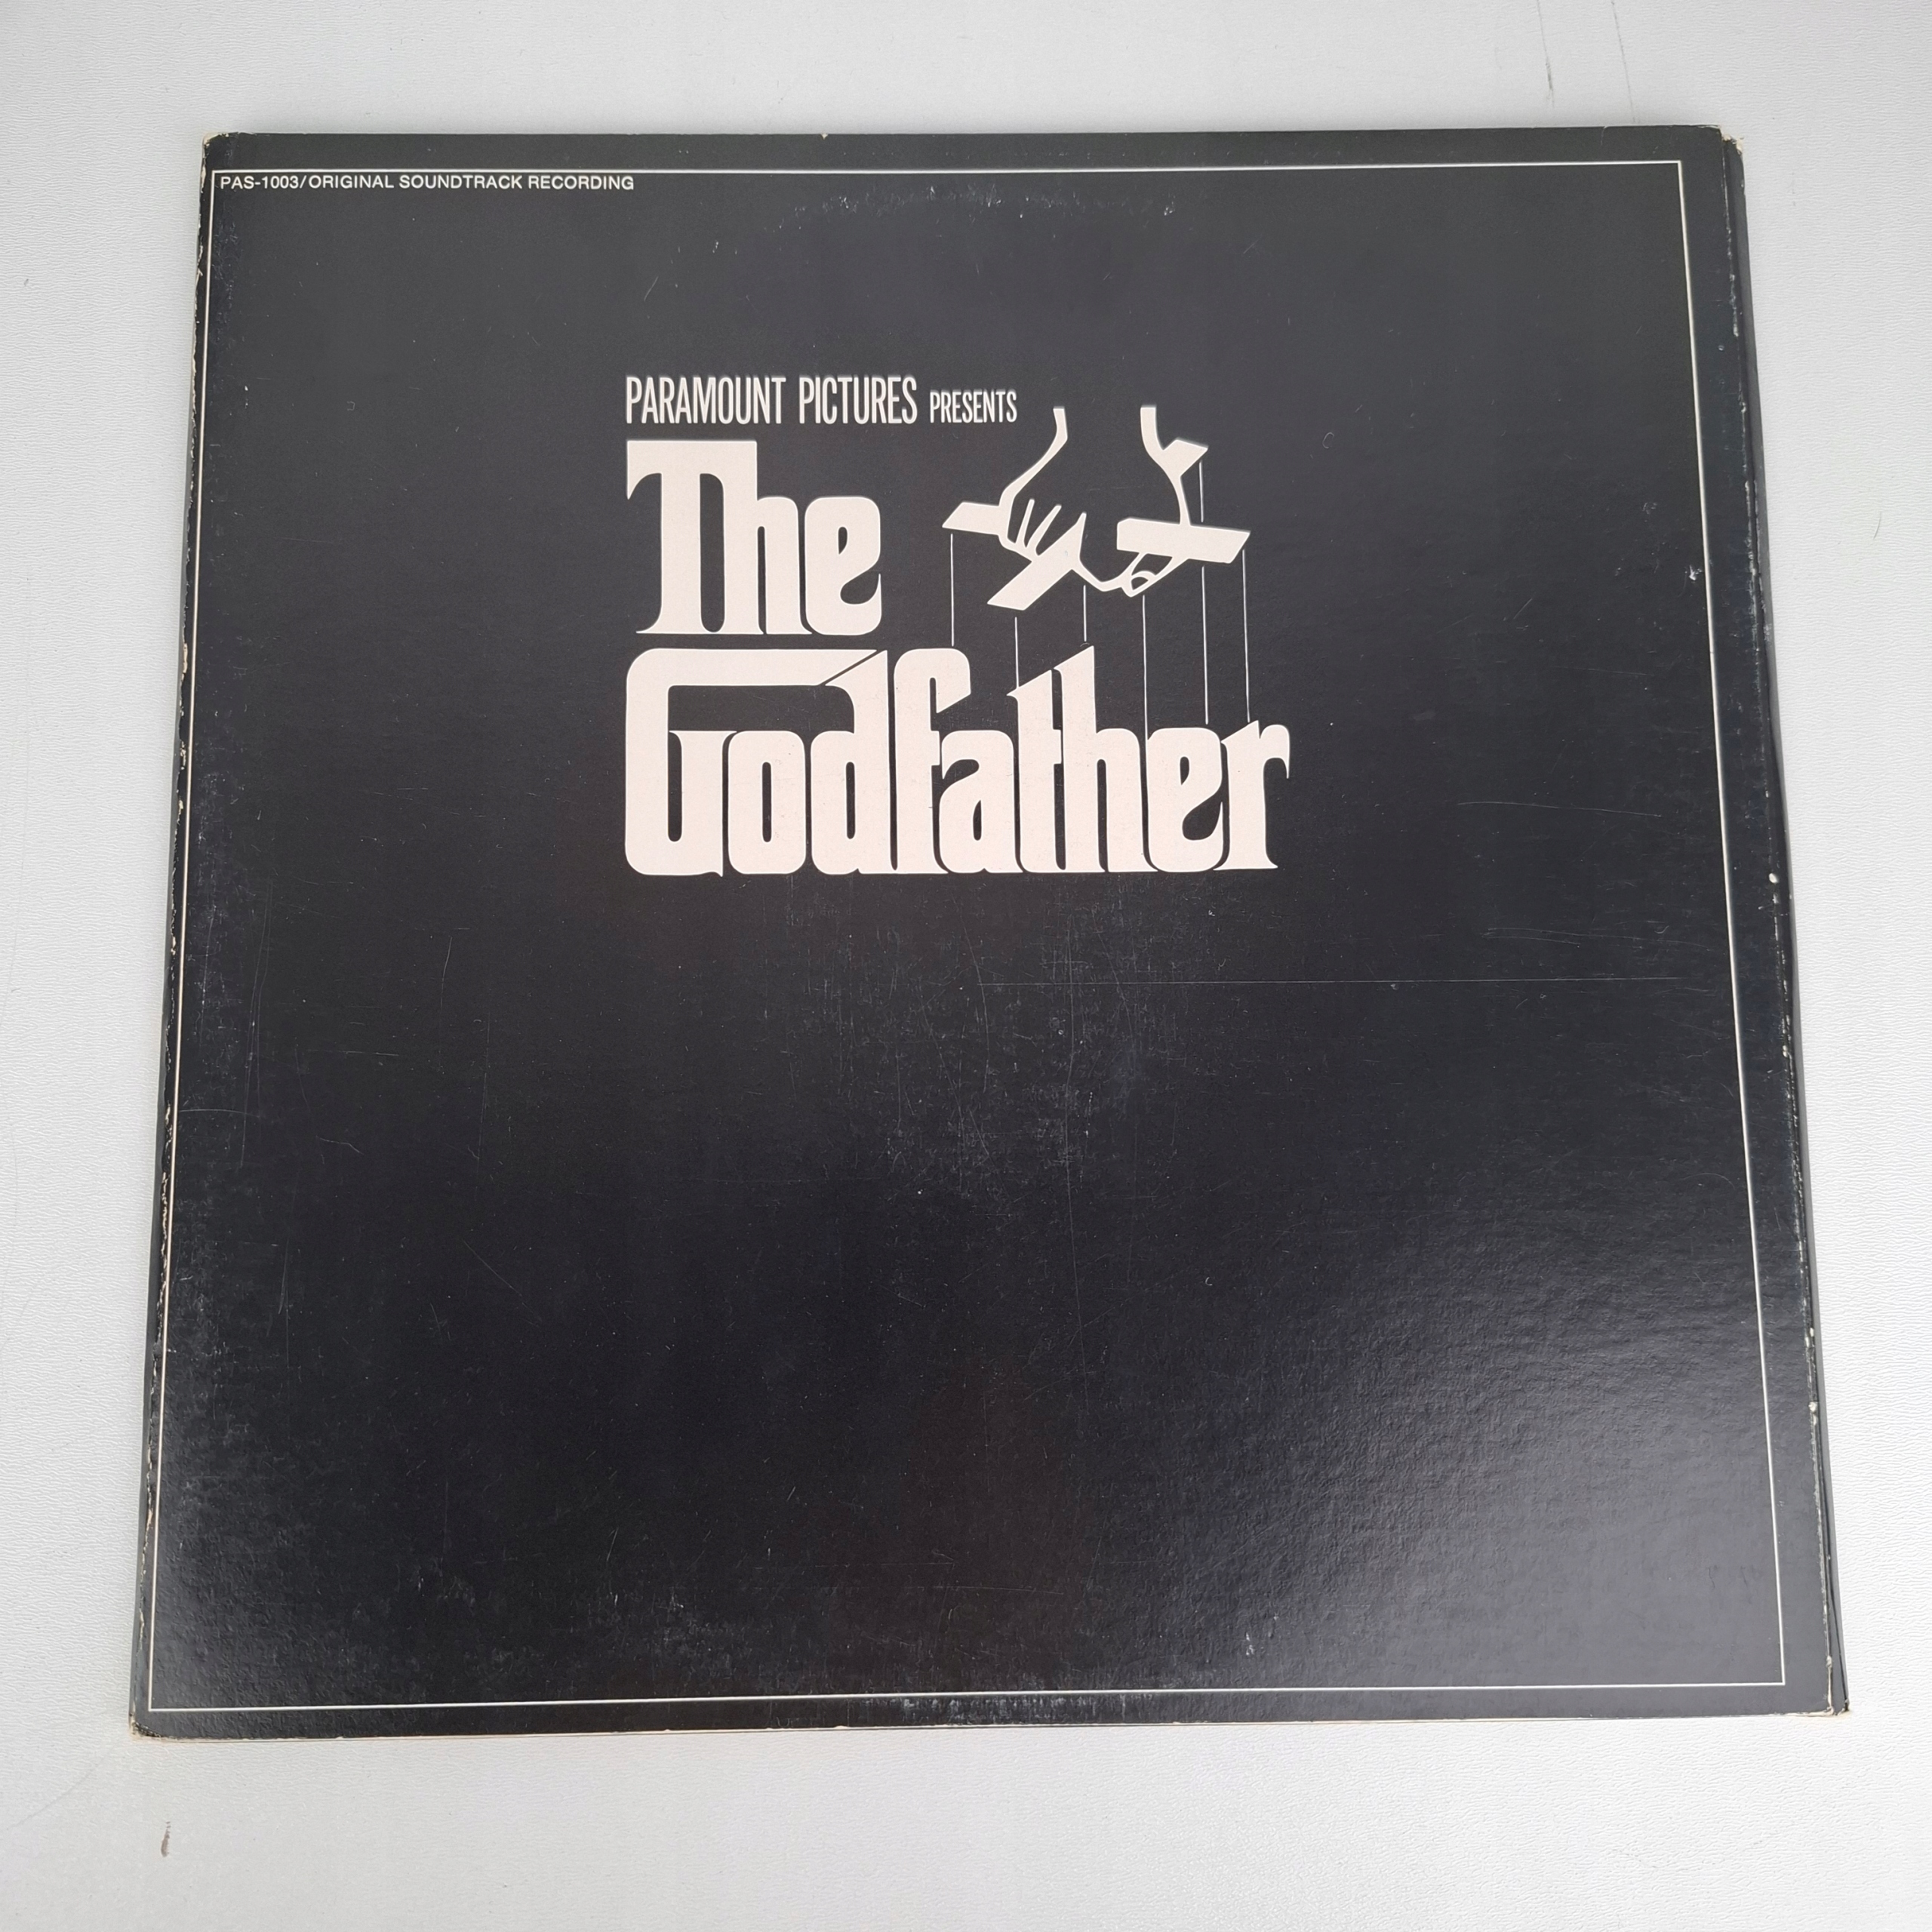 PAS-1003/ORIGINAL SOUNDTRACK RECORDING
PARAMOUNT PICTURES PRESENTS
The
Godfather